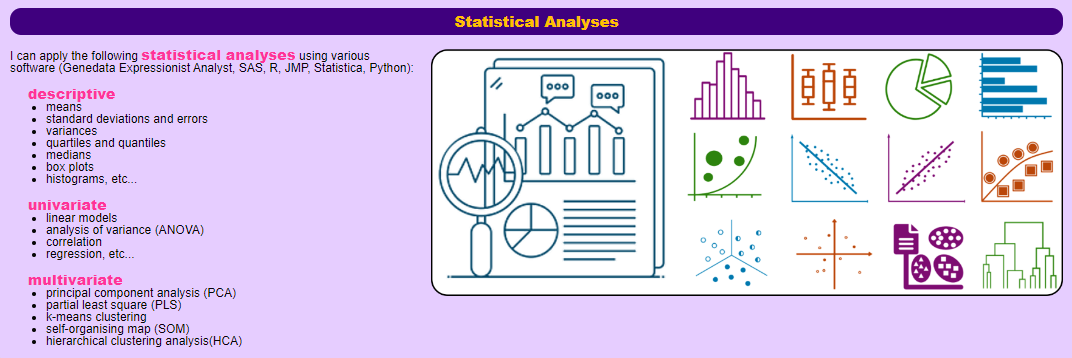 Statistical Analyses
I can apply the following statistical analyses using various
software (Genedata Expressionist Analyst, SAS, R, JMP, Statistica, Python):
descriptive
means
standard deviations and errors
variances
quartiles and quantiles
medians
box plots
histograms, etc...
univariate
linear models
analysis of variance (ANOVA)
correlation
regression, etc...
multivariate
principal component analysis (PCA)
partial least square (PLS)
k-means clustering
self-organising map (SOM)
hierarchical clustering analysis(HCA)